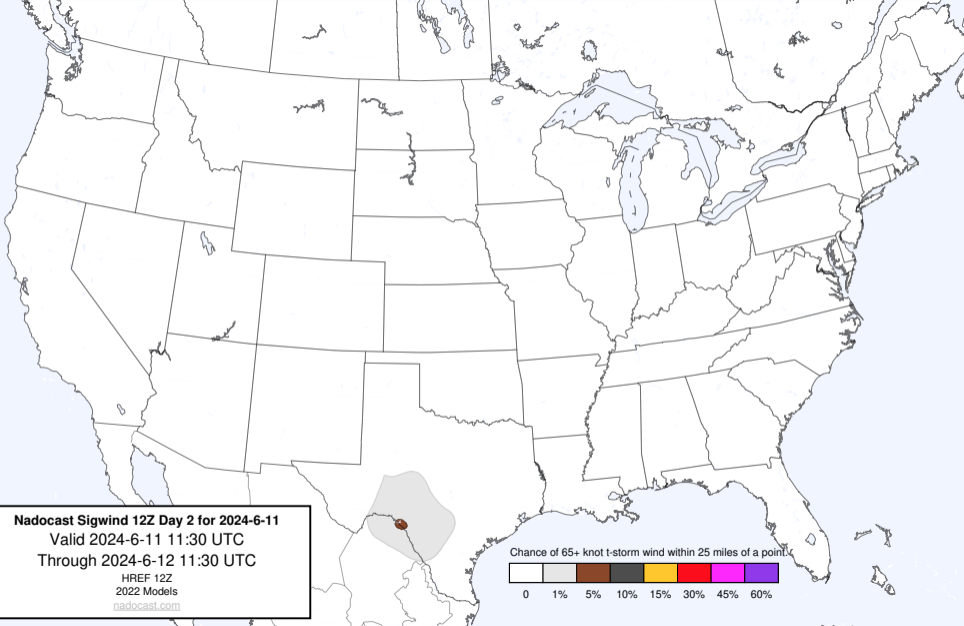 Nadocast Sigwind 12Z Day 2 for 2024-6-11
Valid 2024-6-11 11:30 UTC
Through 2024-6-12 11:30 UTC
HREF 12Z
2022 Models
nadocast.com
Chance of 65+ knot t-storm wind within 25 miles of a point.
0 1% 5% 10% 15% 30% 45% 60%